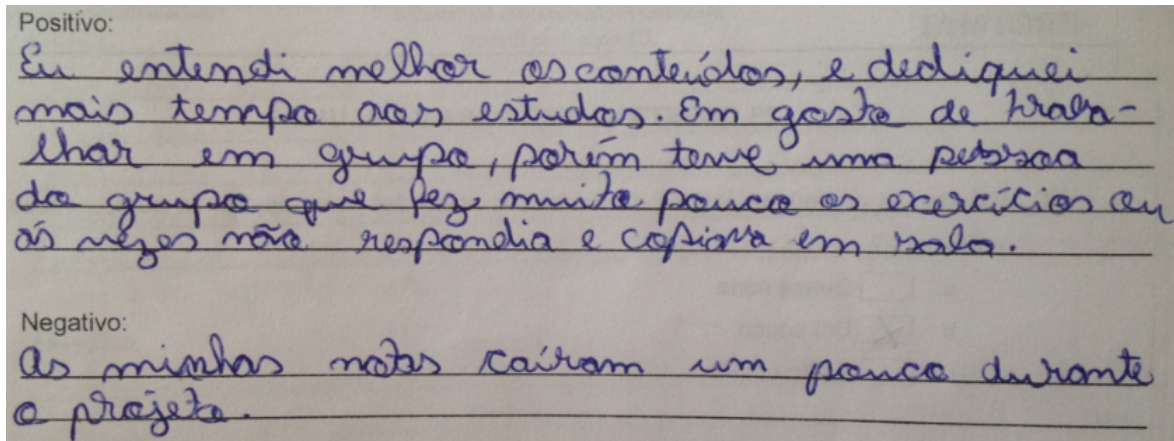 Positivo:
Eu entendi melhor os conteúdos, e dediquei
mais tempo aos estudos. Em gosto de traba-
lhar em grupo, porém teve uma pessoa
do grupo que fez muito pouco os exercícios ou
ás vezes não respondia e copiava em sala.
Negativo:
As minhas notas caíram um pouco durante
o projeto.